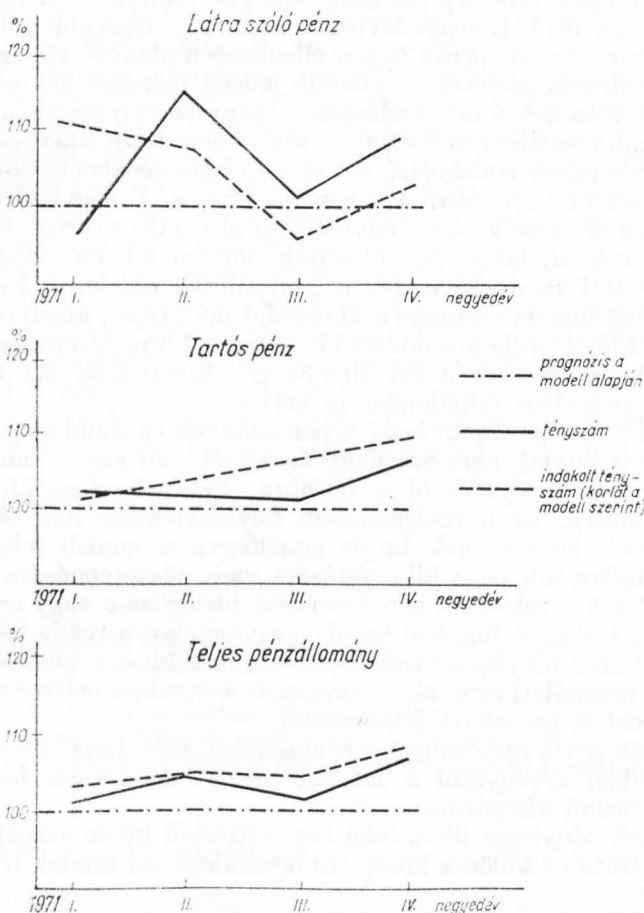 %
Látra szóló pénz
120
110
100
1971 I. II. III. IV. negyedév
%
Tartós pénz
120
110
100
prognózis a
modell alapján
tényszám
indokolt tény-
szám (korlát a
modell szerint)
1971 I. II. III. IV. negyedév
%
Teljes pénzállomány
120
110
100
1971 I. II. III. IV. negyedév